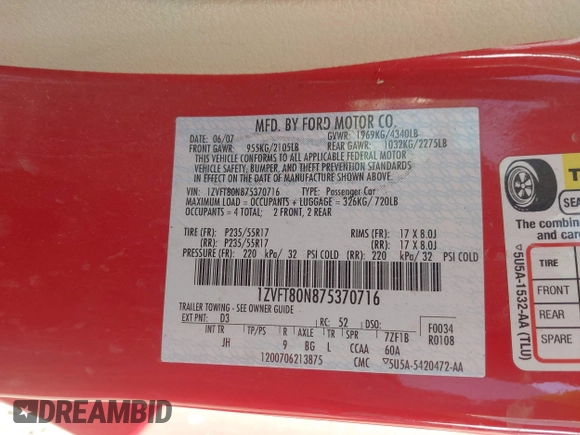 MFD. BY FORD MOTOR CO.
DATE: 06/07 GVWR: 1969KG/4340LB
FRONT GAWR: 955KG/2105LB REAR GAWR: 1032KG/2275LB
THIS VEHICLE CONFORMS TO ALL APPLICABLE FEDERAL MOTOR
VEHICLE SAFETY, BUMPER, AND THEFT PREVENTION STANDARDS
IN EFFECT ON THE DATE OF MANUFACTURE SHOWN ABOVE.
VIN: 1ZVFT80N875370716 TYPE: Passenger Car
MAXIMUM LOAD = OCCUPANTS + LUGGAGE = 326KG/720LB
OCCUPANTS = 4 TOTAL; 2 FRONT, 2 REAR
TIRE (FR): P235/55R17 RIMS (FR): 17 X 8.0J
(RR): P235/55R17 (RR): 17 X 8.0J
PRESSURE (FR): 220 kPa/ 32 PSI COLD (RR): 220 kPa/ 32 PSI COLD
1ZVFT80N875370716
TRAILER TOWING - SEE OWNER GUIDE
EXT PNT: D3 RC: 52 DSO: F0034
INT TR TP/PS R AXLE TR SPR 7ZF1B R0108
JH 9 BG L CCAA 60A
1200706213875 CMC ▽5U5A-5420472-AA
SEA
The combin
and carg
TIRE
FRONT
REAR
SPARE
▽5U5A-1532-AA (TLU)
DREAMBID